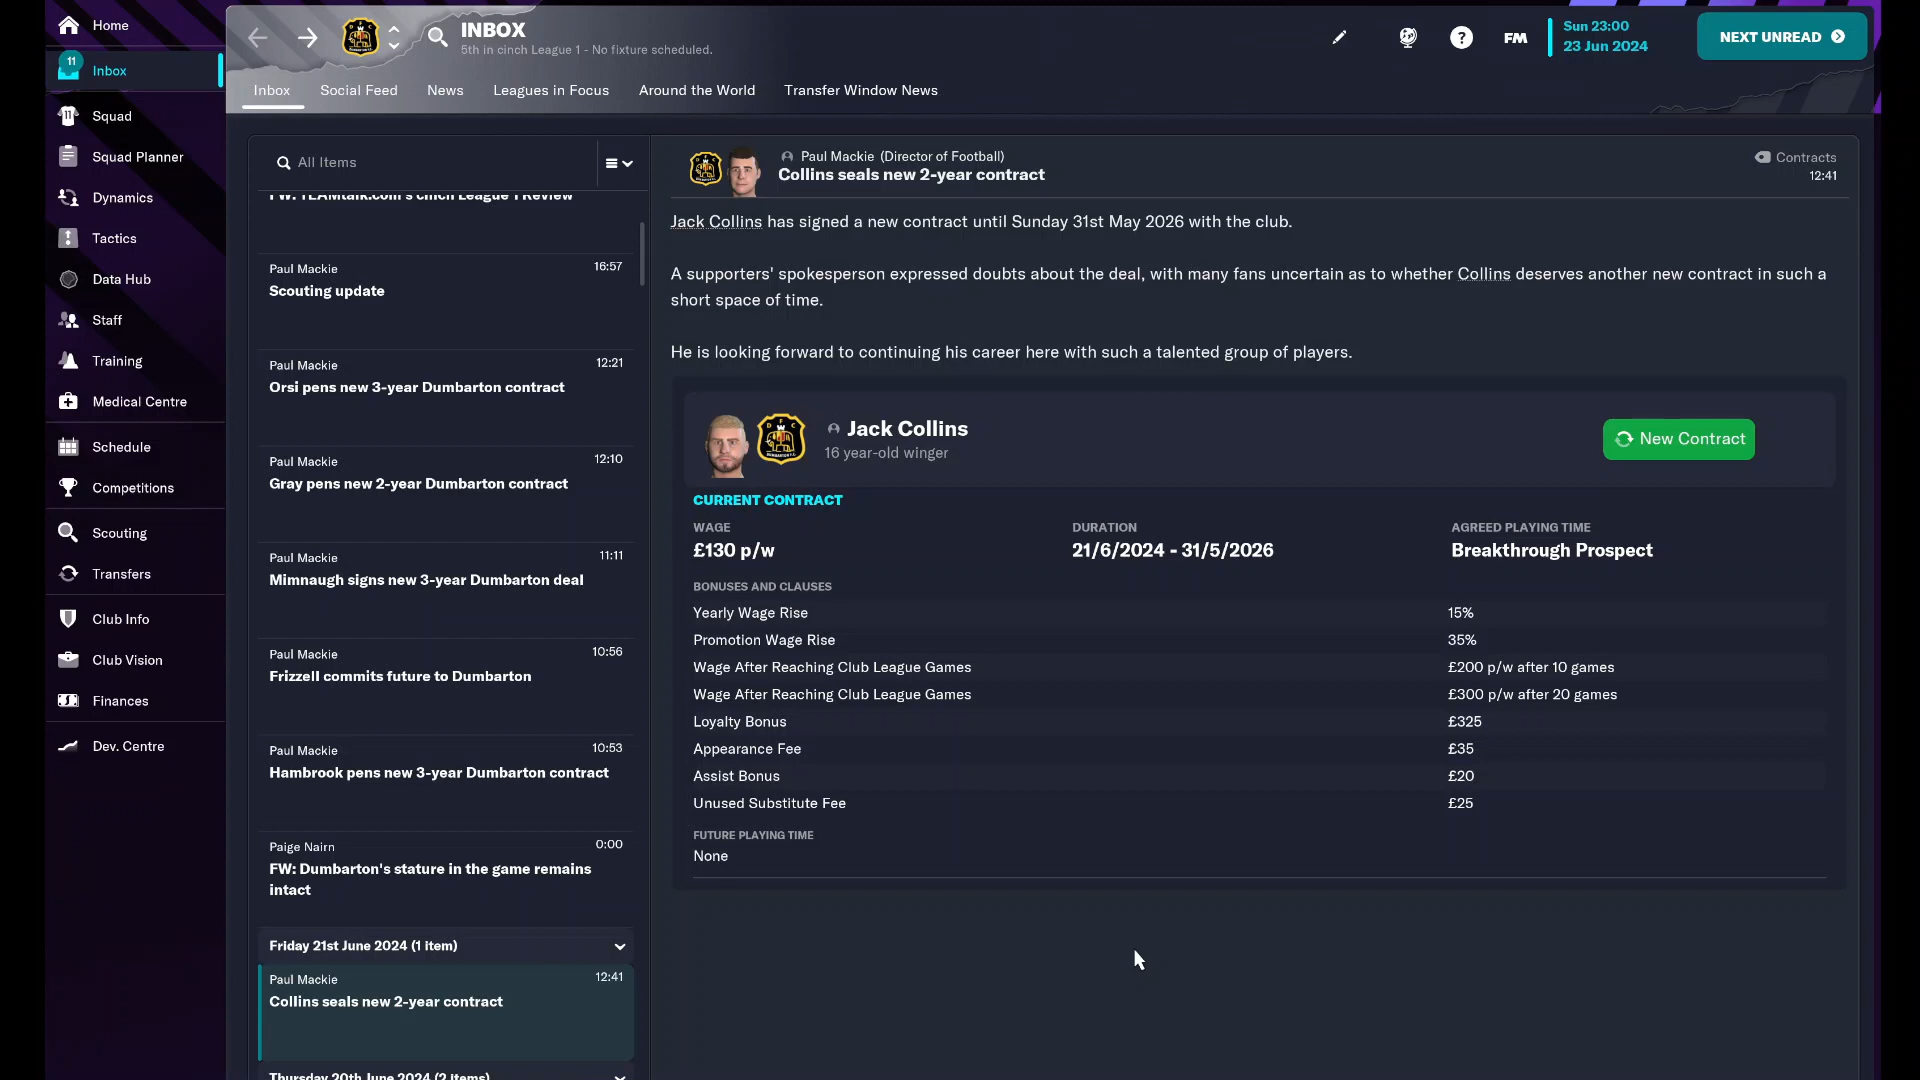 Home
11
Inbox
Squad
Squad Planner
Dynamics
Tactics
Data Hub
Staff
Training
Medical Centre
Schedule
Competitions
Scouting
Transfers
Club Info
Club Vision
Finances
Dev. Centre
INBOX
5th in cinch League 1 - No fixture scheduled.
FM
Sun 23:00
23 Jun 2024
NEXT UNREAD
Inbox
Social Feed
News
Leagues in Focus
Around the World
Transfer Window News
All Items
FW: TEAMtalk.com's cinch League 1 Review
Paul Mackie
16:57
Scouting update
Paul Mackie
12:21
Orsi pens new 3-year Dumbarton contract
Paul Mackie
12:10
Gray pens new 2-year Dumbarton contract
Paul Mackie
11:11
Mimnaugh signs new 3-year Dumbarton deal
Paul Mackie
10:56
Frizzell commits future to Dumbarton
Paul Mackie
10:53
Hambrook pens new 3-year Dumbarton contract
Paige Nairn
0:00
FW: Dumbarton's stature in the game remains
intact
Friday 21st June 2024 (1 item)
Paul Mackie
12:41
Collins seals new 2-year contract
Thursday 20th June 2024 (2 items)
Paul Mackie (Director of Football)
Collins seals new 2-year contract
Contracts
12:41
Jack Collins has signed a new contract until Sunday 31st May 2026 with the club.
A supporters' spokesperson expressed doubts about the deal, with many fans uncertain as to whether Collins deserves another new contract in such a
short space of time.
He is looking forward to continuing his career here with such a talented group of players.
Jack Collins
16 year-old winger
New Contract
CURRENT CONTRACT
WAGE
£130 p/w
DURATION
21/6/2024 - 31/5/2026
AGREED PLAYING TIME
Breakthrough Prospect
BONUSES AND CLAUSES
Yearly Wage Rise 15%
Promotion Wage Rise 35%
Wage After Reaching Club League Games £200 p/w after 10 games
Wage After Reaching Club League Games £300 p/w after 20 games
Loyalty Bonus £325
Appearance Fee £35
Assist Bonus £20
Unused Substitute Fee £25
FUTURE PLAYING TIME
None